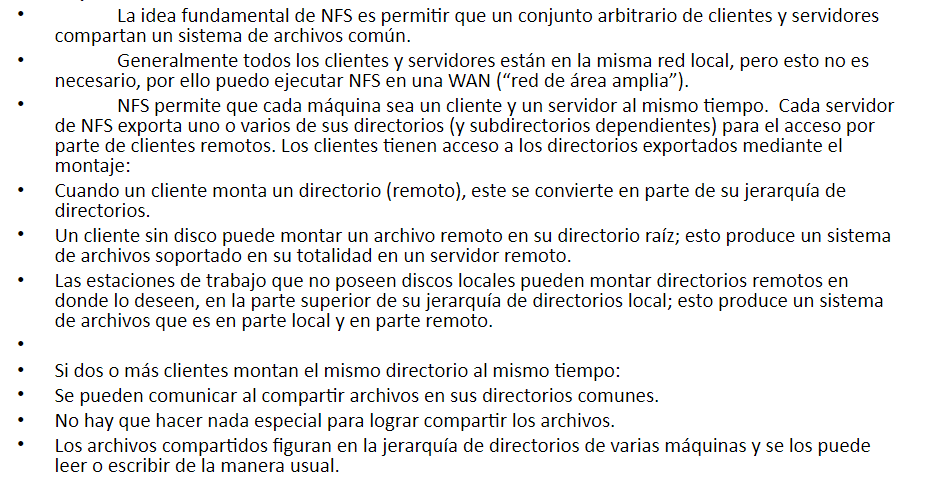 • La idea fundamental de NFS es permitir que un conjunto arbitrario de clientes y servidores
compartan un sistema de archivos común.
• Generalmente todos los clientes y servidores están en la misma red local, pero esto no es
necesario, por ello puedo ejecutar NFS en una WAN (“red de área amplia”).
• NFS permite que cada máquina sea un cliente y un servidor al mismo tiempo. Cada servidor
de NFS exporta uno o varios de sus directorios (y subdirectorios dependientes) para el acceso por
parte de clientes remotos. Los clientes tienen acceso a los directorios exportados mediante el
montaje:
• Cuando un cliente monta un directorio (remoto), este se convierte en parte de su jerarquía de
directorios.
• Un cliente sin disco puede montar un archivo remoto en su directorio raíz; esto produce un sistema
de archivos soportado en su totalidad en un servidor remoto.
• Las estaciones de trabajo que no poseen discos locales pueden montar directorios remotos en
donde lo deseen, en la parte superior de su jerarquía de directorios local; esto produce un sistema
de archivos que es en parte local y en parte remoto.
•
• Si dos o más clientes montan el mismo directorio al mismo tiempo:
• Se pueden comunicar al compartir archivos en sus directorios comunes.
• No hay que hacer nada especial para lograr compartir los archivos.
• Los archivos compartidos figuran en la jerarquía de directorios de varias máquinas y se los puede
leer o escribir de la manera usual.